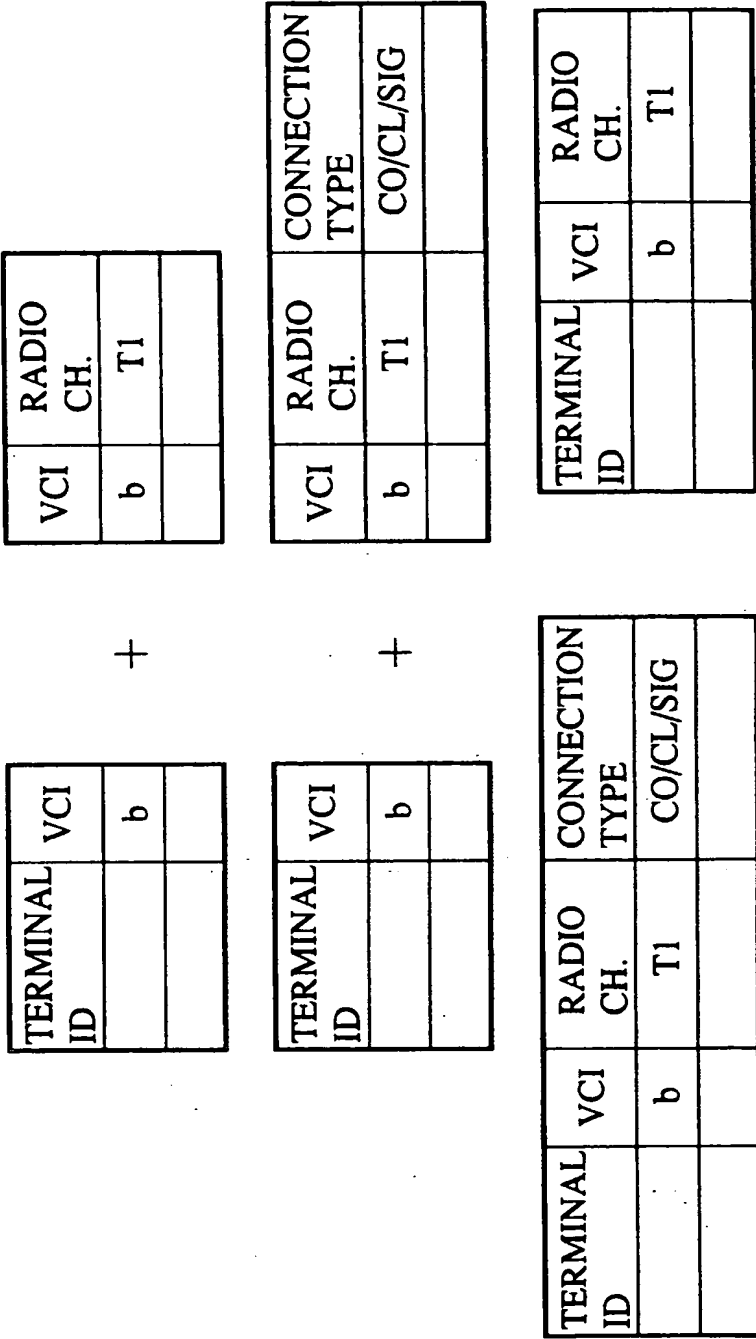 TERMINAL VCI + VCI RADIO
ID CH.
b b T1
TERMINAL VCI + VCI RADIO CONNECTION
ID CH. TYPE
b b T1 CO/CL/SIG
TERMINAL VCI RADIO CONNECTION TERMINAL VCI RADIO
ID CH. TYPE ID CH.
b T1 CO/CL/SIG b T1